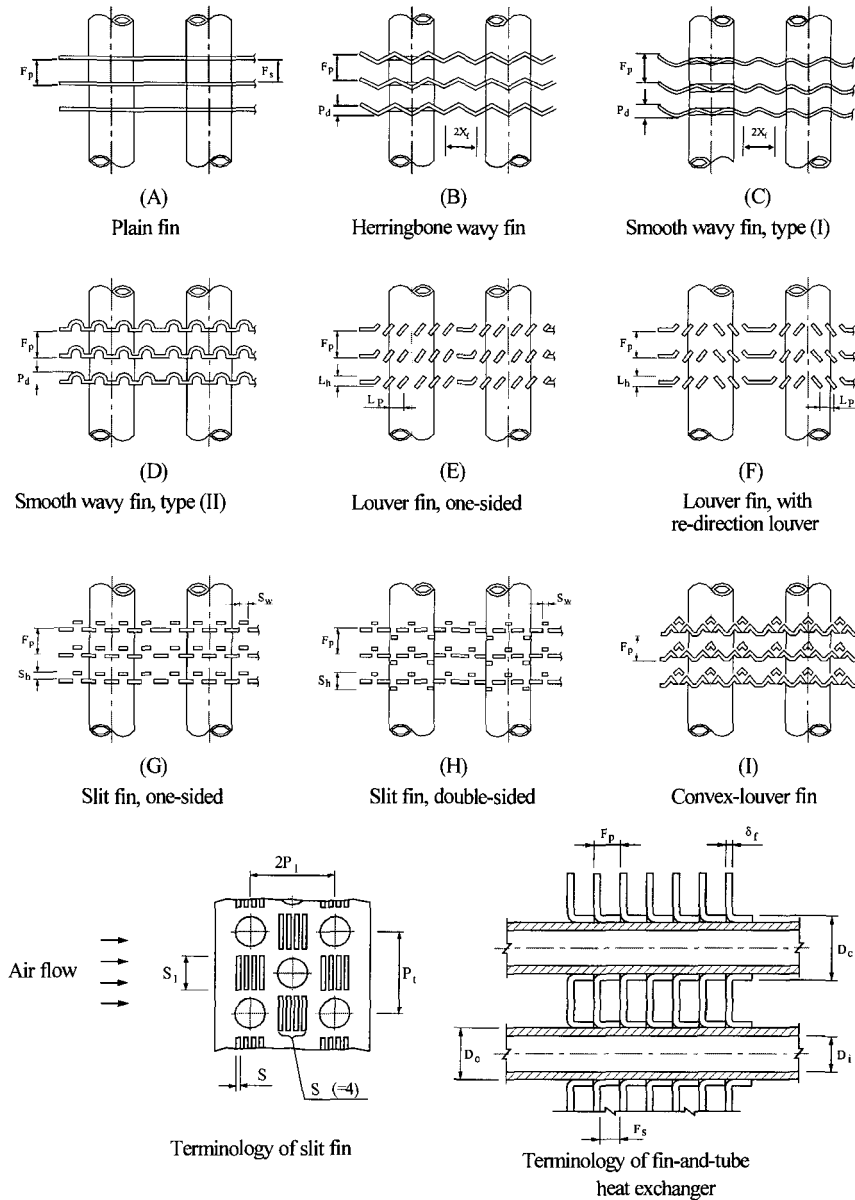 F_p
F_s
(A)
Plain fin
F_p
P_d
2X_f
(B)
Herringbone wavy fin
F_p
P_d
2X_f
(C)
Smooth wavy fin, type (I)
F_p
P_d
(D)
Smooth wavy fin, type (II)
F_p
L_h
L_p
(E)
Louver fin, one-sided
F_p
L_h
L_p
(F)
Louver fin, with
re-direction louver
S_w
F_p
S_h
(G)
Slit fin, one-sided
S_w
F_p
S_h
(H)
Slit fin, double-sided
F_p
(I)
Convex-louver fin
2P_l
Air flow
S_l
P_t
S
S (=4)
Terminology of slit fin
F_p
δ_f
D_c
D_o
D_i
F_s
Terminology of fin-and-tube
heat exchanger